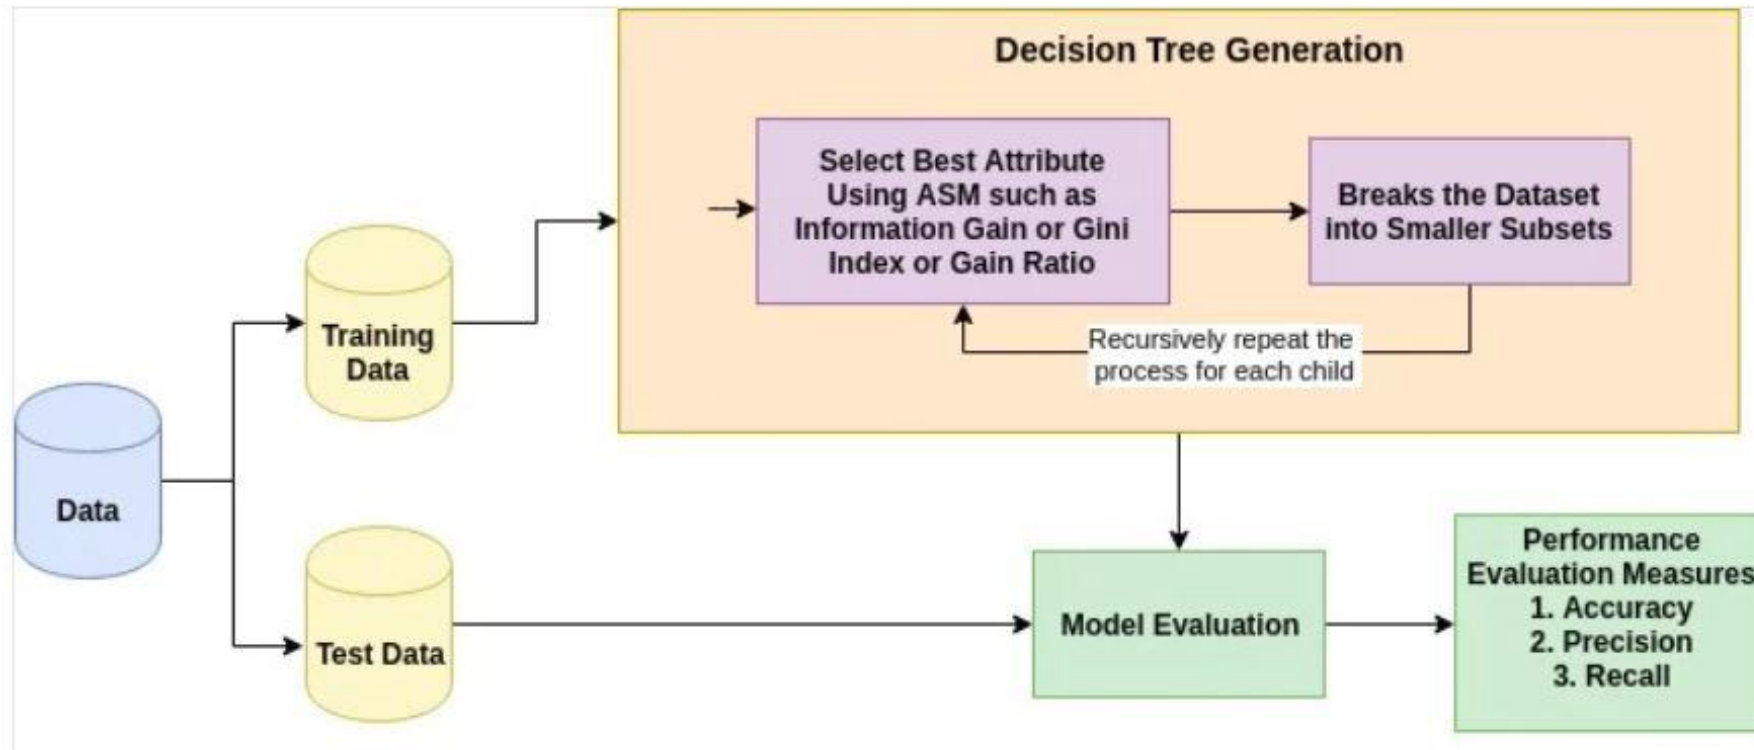 Decision Tree Generation
Select Best Attribute
Using ASM such as
Information Gain or Gini
Index or Gain Ratio
Breaks the Dataset
into Smaller Subsets
Recursively repeat the
process for each child
Training
Data
Data
Test Data
Model Evaluation
Performance
Evaluation Measures
1. Accuracy
2. Precision
3. Recall